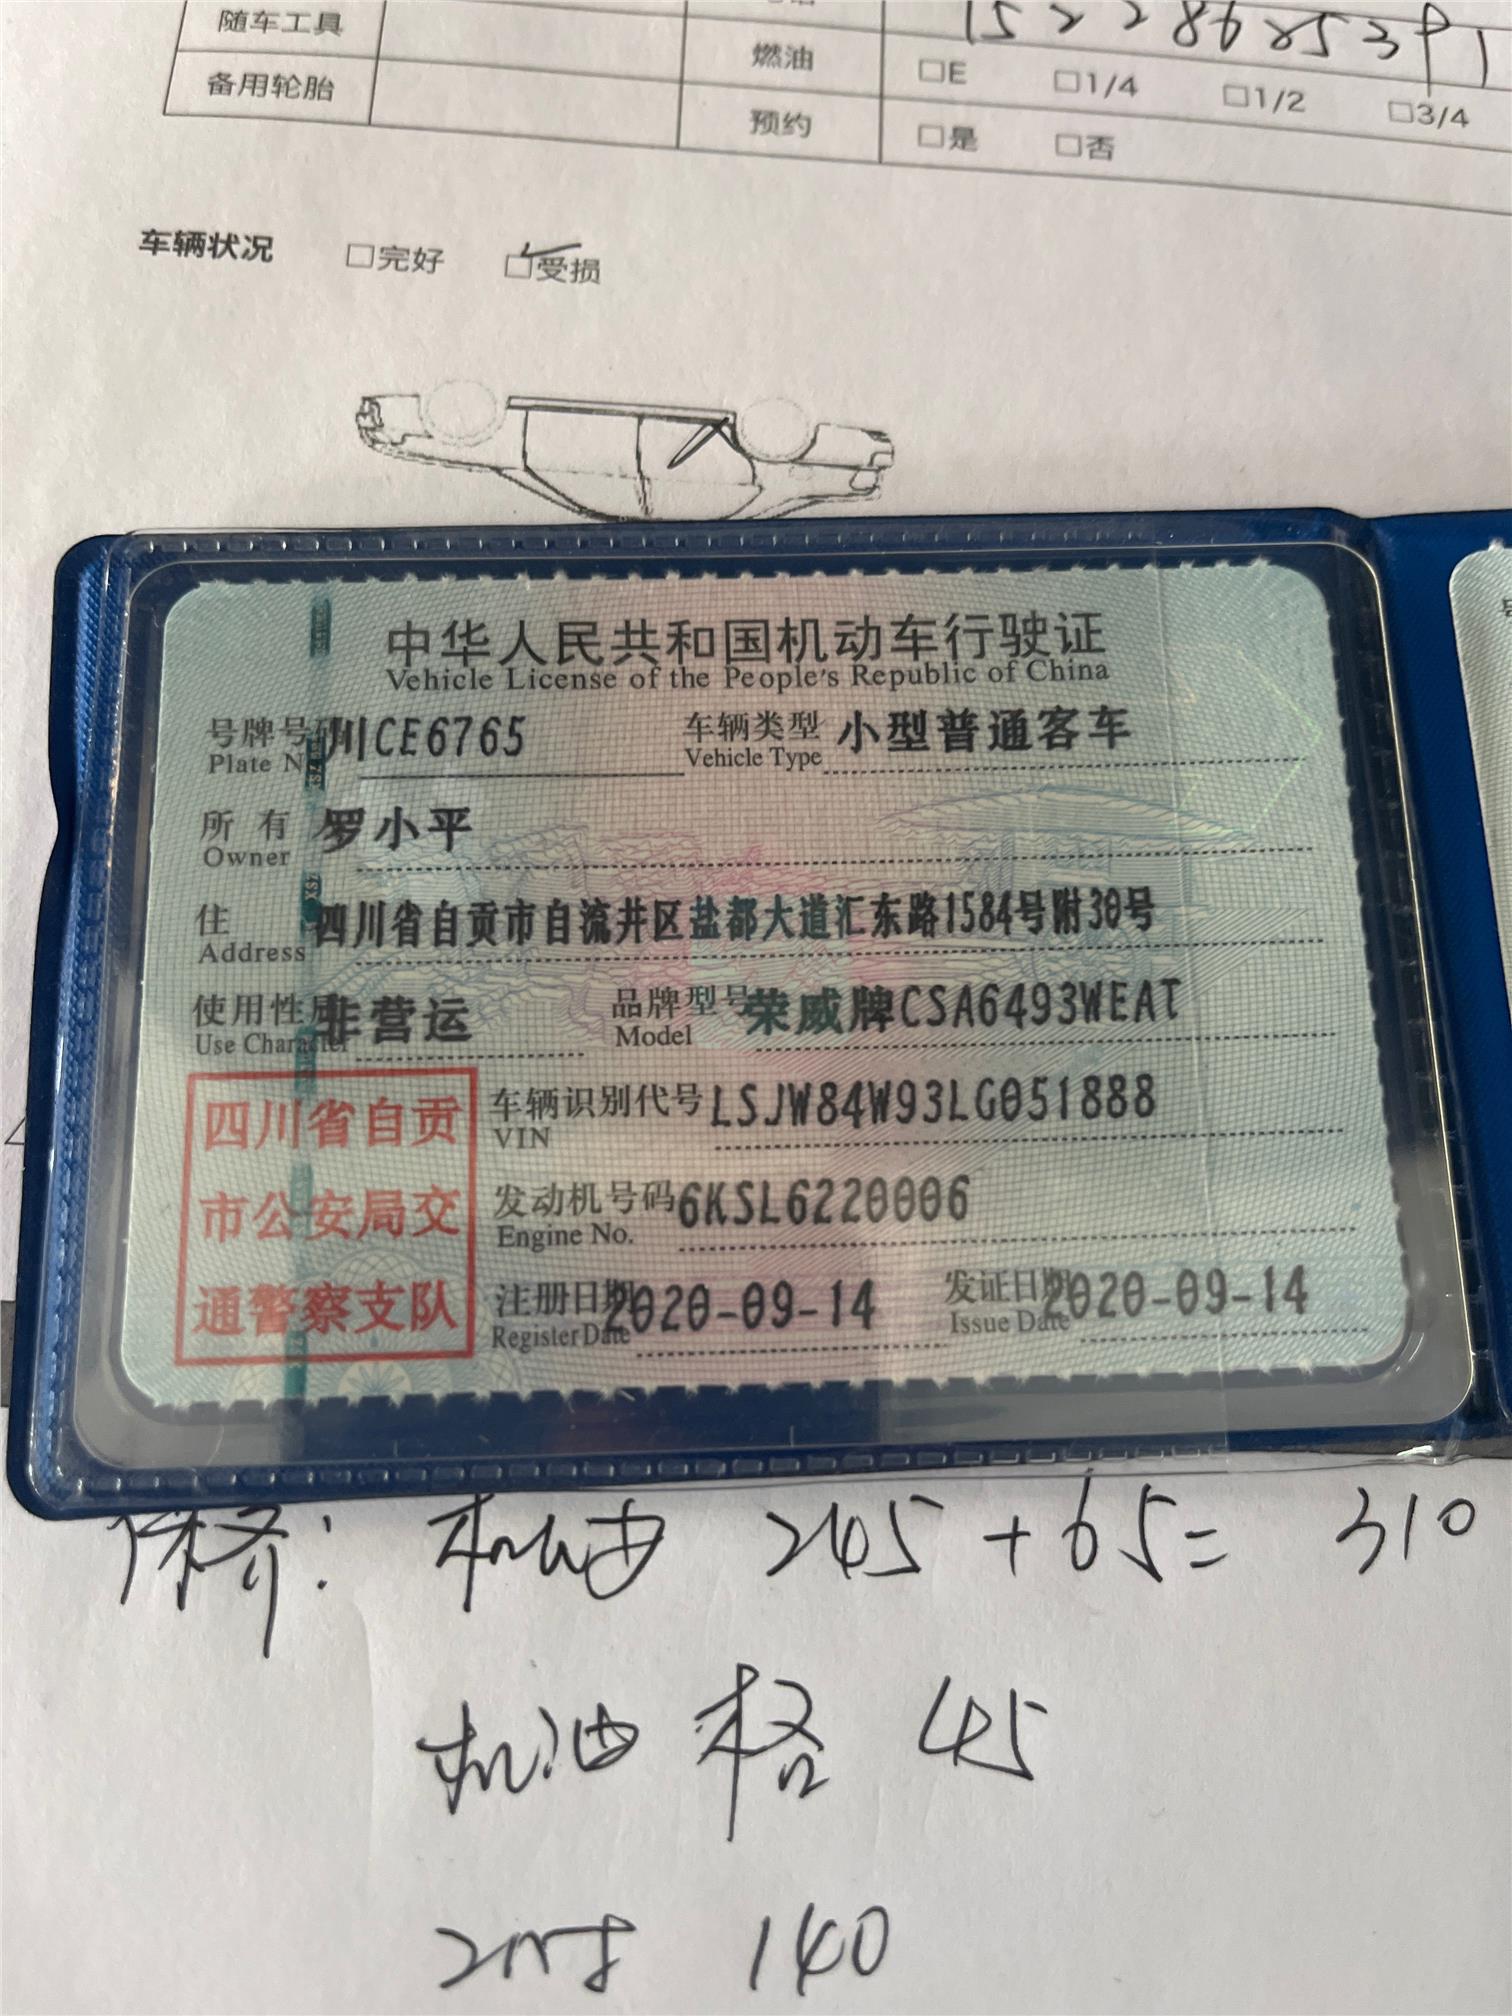 随车工具
燃油 □E □1/4 □1/2 □3/4
备用轮胎
预约 □是 □否
车辆状况 □完好 □受损
中华人民共和国机动车行驶证
Vehicle License of the People's Republic of China
号牌号码 川CE6765 车辆类型 小型普通客车
Plate N Vehicle Type
所有人 罗小平
Owner
住 四川省自贡市自流井区盐都大道汇东路1584号附30号
Address
使用性质 非营运 品牌型号 荣威牌CSA6493WEAT
Use Character Model
四川省自贡
市公安局交
通警察支队
车辆识别代号 LSJW84W93LG051888
VIN
发动机号码 6KSL6220006
Engine No.
注册日期 2020-09-14 发证日期 2020-09-14
Register Date Issue Date
保养: 机油 245+65= 310
机油格 45
工时 140